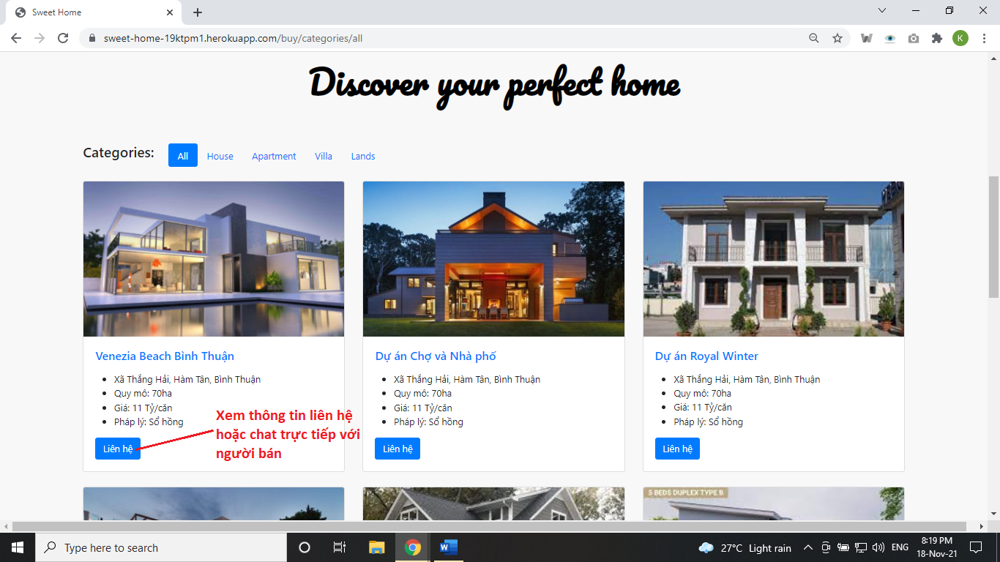 Sweet Home
sweet-home-19ktpm1.herokuapp.com/buy/categories/all
K
Discover your perfect home
Categories:
All
House
Apartment
Villa
Lands
Venezia Beach Bình Thuận
Xã Thắng Hải, Hàm Tân, Bình Thuận
Quy mô: 70ha
Giá: 11 Tỷ/căn
Pháp lý: Sổ hồng
Liên hệ
Xem thông tin liên hệ
hoặc chat trực tiếp với
người bán
Dự án Chợ và Nhà phố
Xã Thắng Hải, Hàm Tân, Bình Thuận
Quy mô: 70ha
Giá: 11 Tỷ/căn
Pháp lý: Sổ hồng
Liên hệ
Dự án Royal Winter
Xã Thắng Hải, Hàm Tân, Bình Thuận
Quy mô: 70ha
Giá: 11 Tỷ/căn
Pháp lý: Sổ hồng
Liên hệ
5 BEDS DUPLEX TYPE B
Type here to search
27°C Light rain
ENG
8:19 PM
18-Nov-21